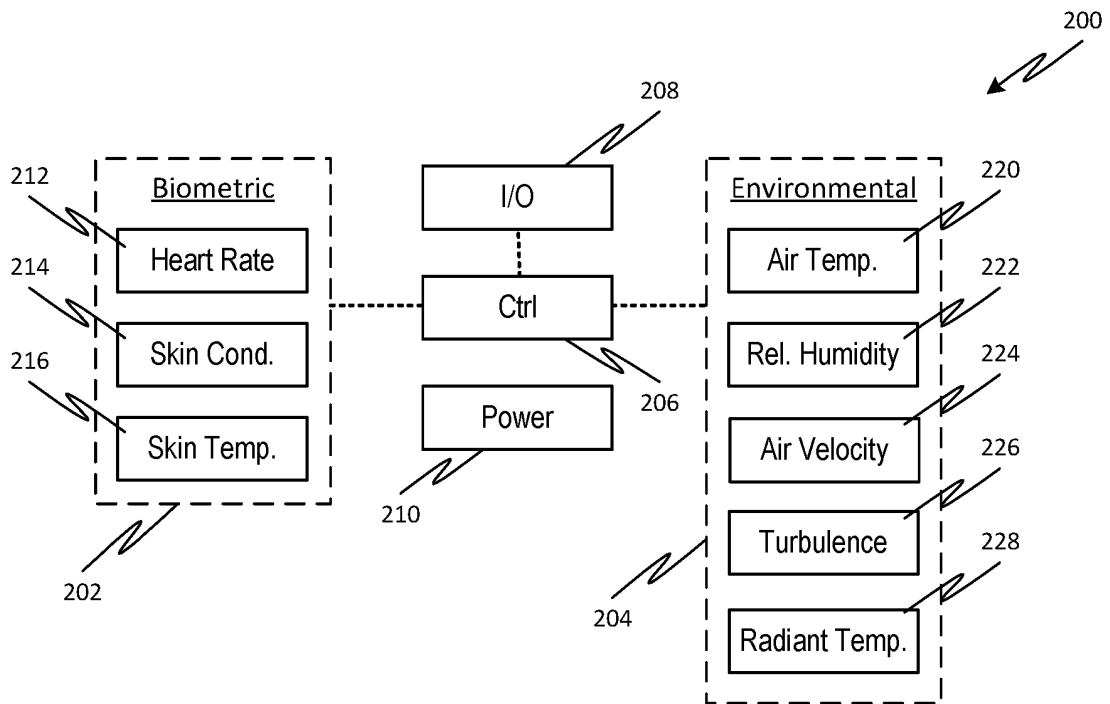 200
208
212
Biometric
I/O
Environmental
220
Heart Rate
Air Temp.
214
222
Ctrl
Skin Cond.
Rel. Humidity
216
224
206
Skin Temp.
Power
Air Velocity
226
210
Turbulence
228
202
204
Radiant Temp.